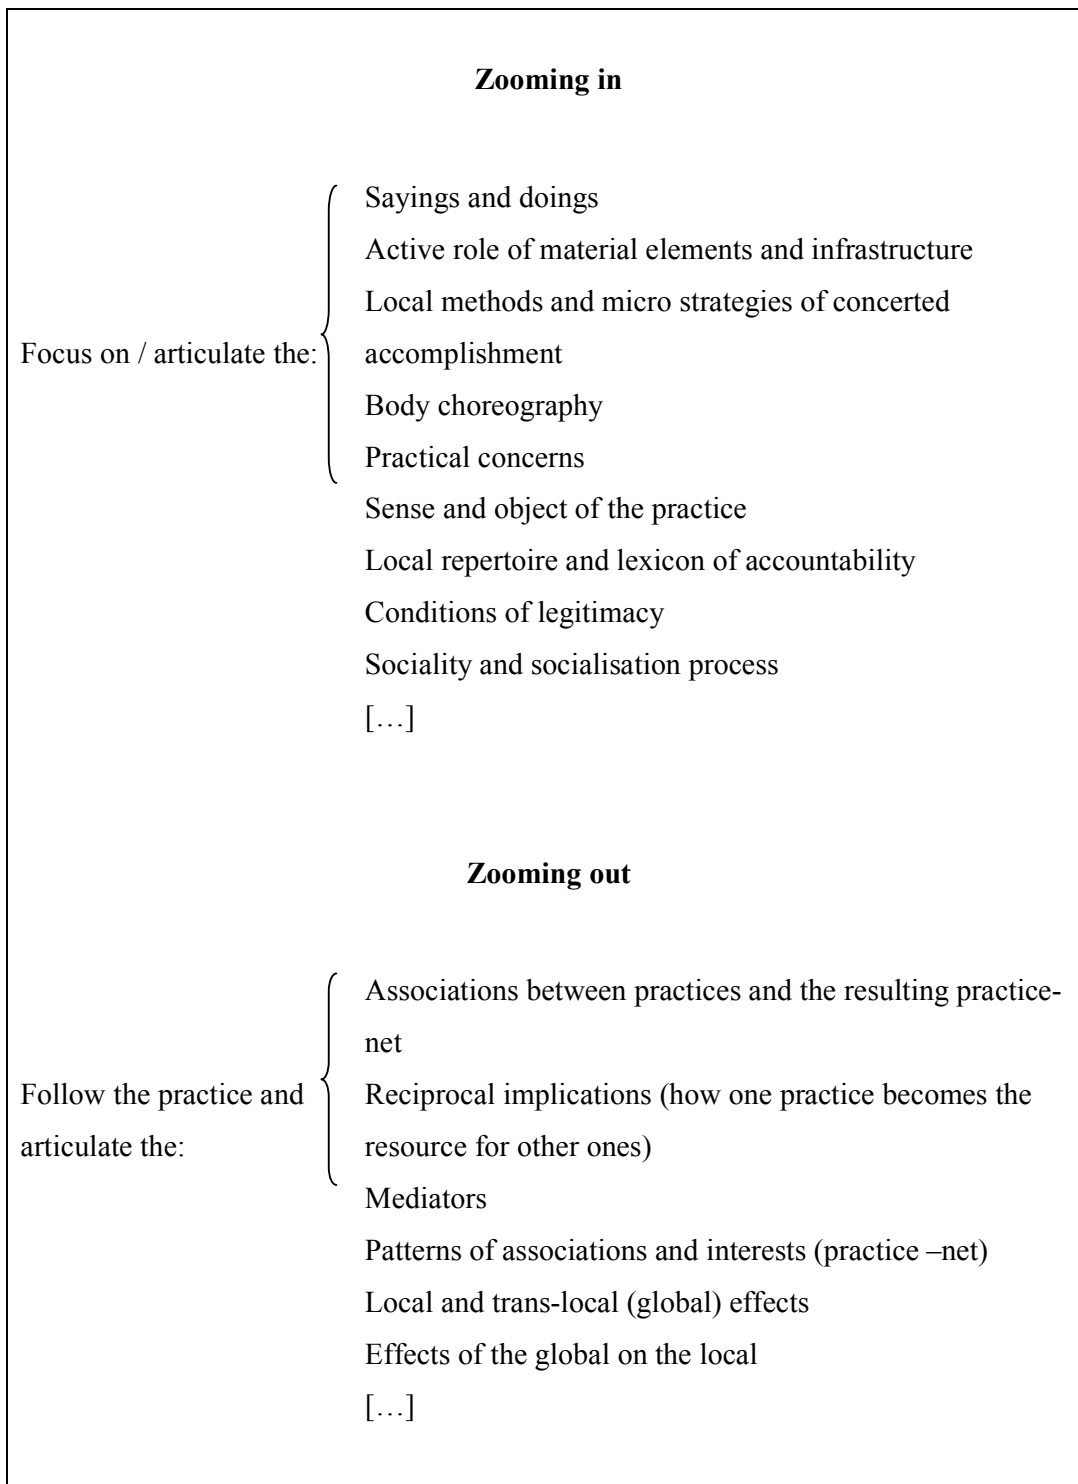 Zooming in
Sayings and doings
Active role of material elements and infrastructure
Local methods and micro strategies of concerted
Focus on / articulate the:
accomplishment
Body choreography
Practical concerns
Sense and object of the practice
Local repertoire and lexicon of accountability
Conditions of legitimacy
Sociality and socialisation process
[…]
Zooming out
Associations between practices and the resulting practice-
net
Follow the practice and
Reciprocal implications (how one practice becomes the
articulate the:
resource for other ones)
Mediators
Patterns of associations and interests (practice –net)
Local and trans-local (global) effects
Effects of the global on the local
[…]